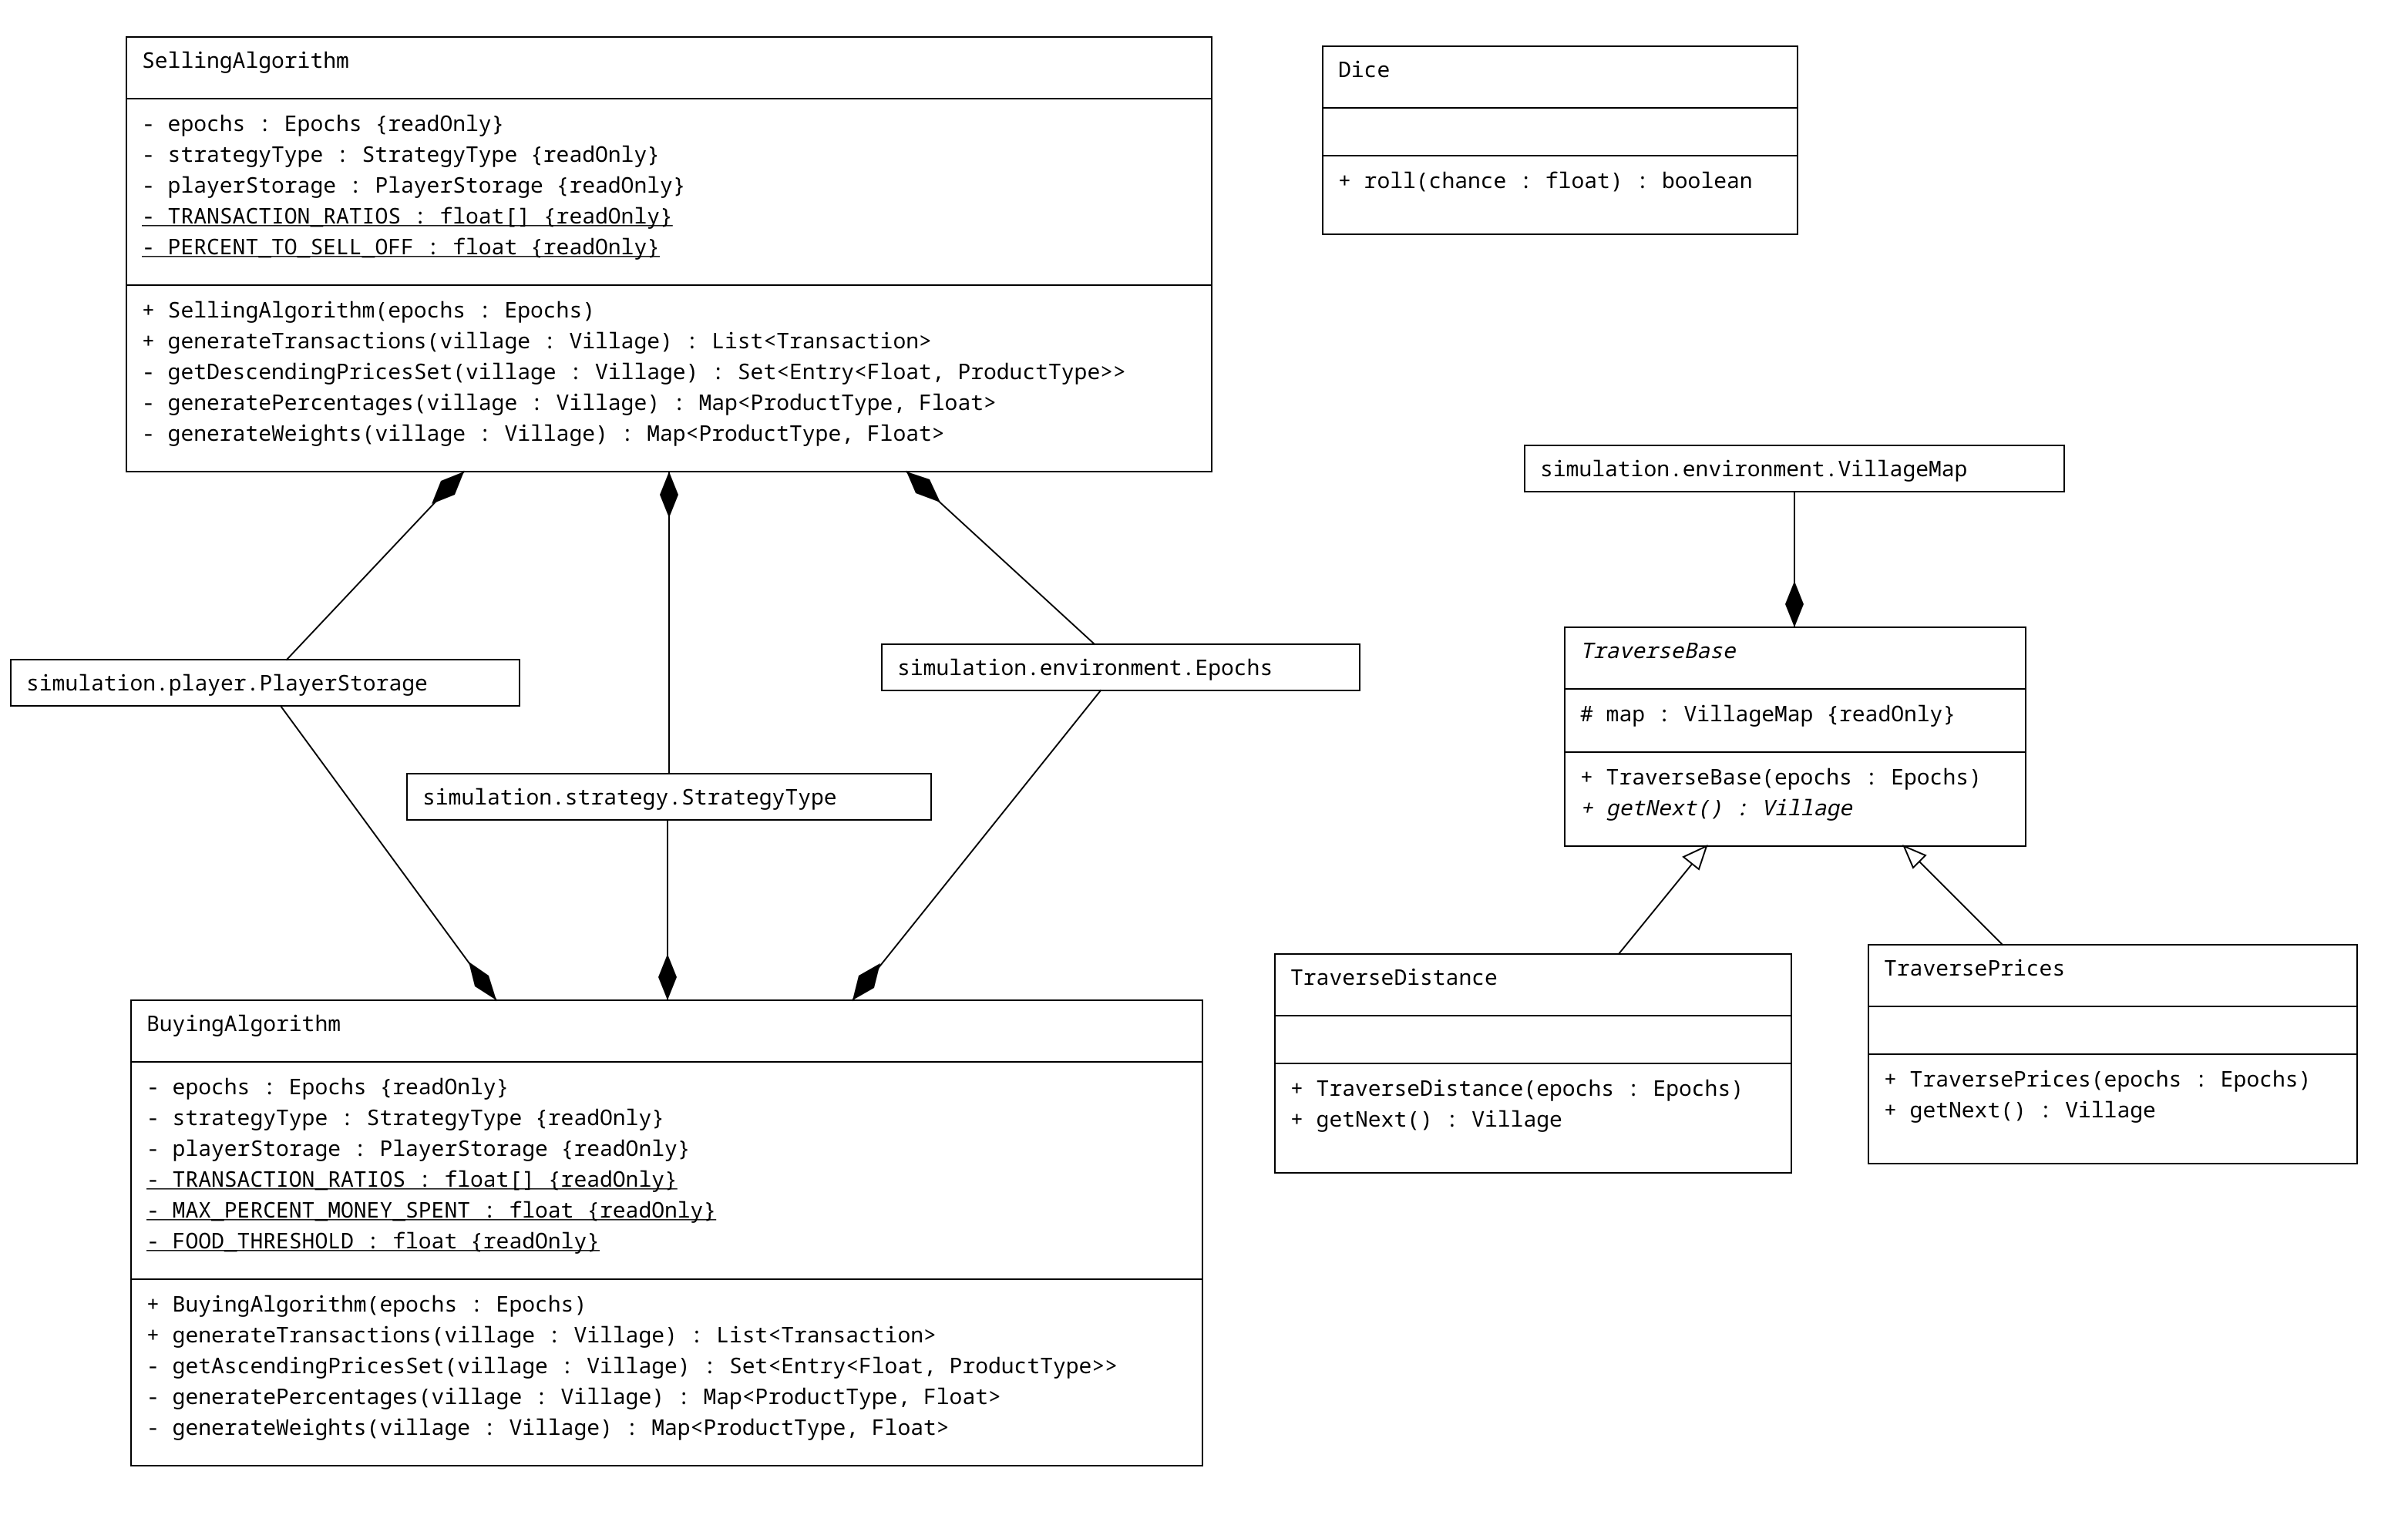 SellingAlgorithm
- epochs : Epochs {readOnly}
- strategyType : StrategyType {readOnly}
- playerStorage : PlayerStorage {readOnly}
- TRANSACTION_RATIOS : float[] {readOnly}
- PERCENT_TO_SELL_OFF : float {readOnly}
+ SellingAlgorithm(epochs : Epochs)
+ generateTransactions(village : Village) : List<Transaction>
- getDescendingPricesSet(village : Village) : Set<Entry<Float, ProductType>>
- generatePercentages(village : Village) : Map<ProductType, Float>
- generateWeights(village : Village) : Map<ProductType, Float>
Dice
+ roll(chance : float) : boolean
simulation.environment.VillageMap
simulation.player.PlayerStorage
simulation.environment.Epochs
simulation.strategy.StrategyType
TraverseBase
# map : VillageMap {readOnly}
+ TraverseBase(epochs : Epochs)
+ getNext() : Village
TraverseDistance
+ TraverseDistance(epochs : Epochs)
+ getNext() : Village
TraversePrices
+ TraversePrices(epochs : Epochs)
+ getNext() : Village
BuyingAlgorithm
- epochs : Epochs {readOnly}
- strategyType : StrategyType {readOnly}
- playerStorage : PlayerStorage {readOnly}
- TRANSACTION_RATIOS : float[] {readOnly}
- MAX_PERCENT_MONEY_SPENT : float {readOnly}
- FOOD_THRESHOLD : float {readOnly}
+ BuyingAlgorithm(epochs : Epochs)
+ generateTransactions(village : Village) : List<Transaction>
- getAscendingPricesSet(village : Village) : Set<Entry<Float, ProductType>>
- generatePercentages(village : Village) : Map<ProductType, Float>
- generateWeights(village : Village) : Map<ProductType, Float>